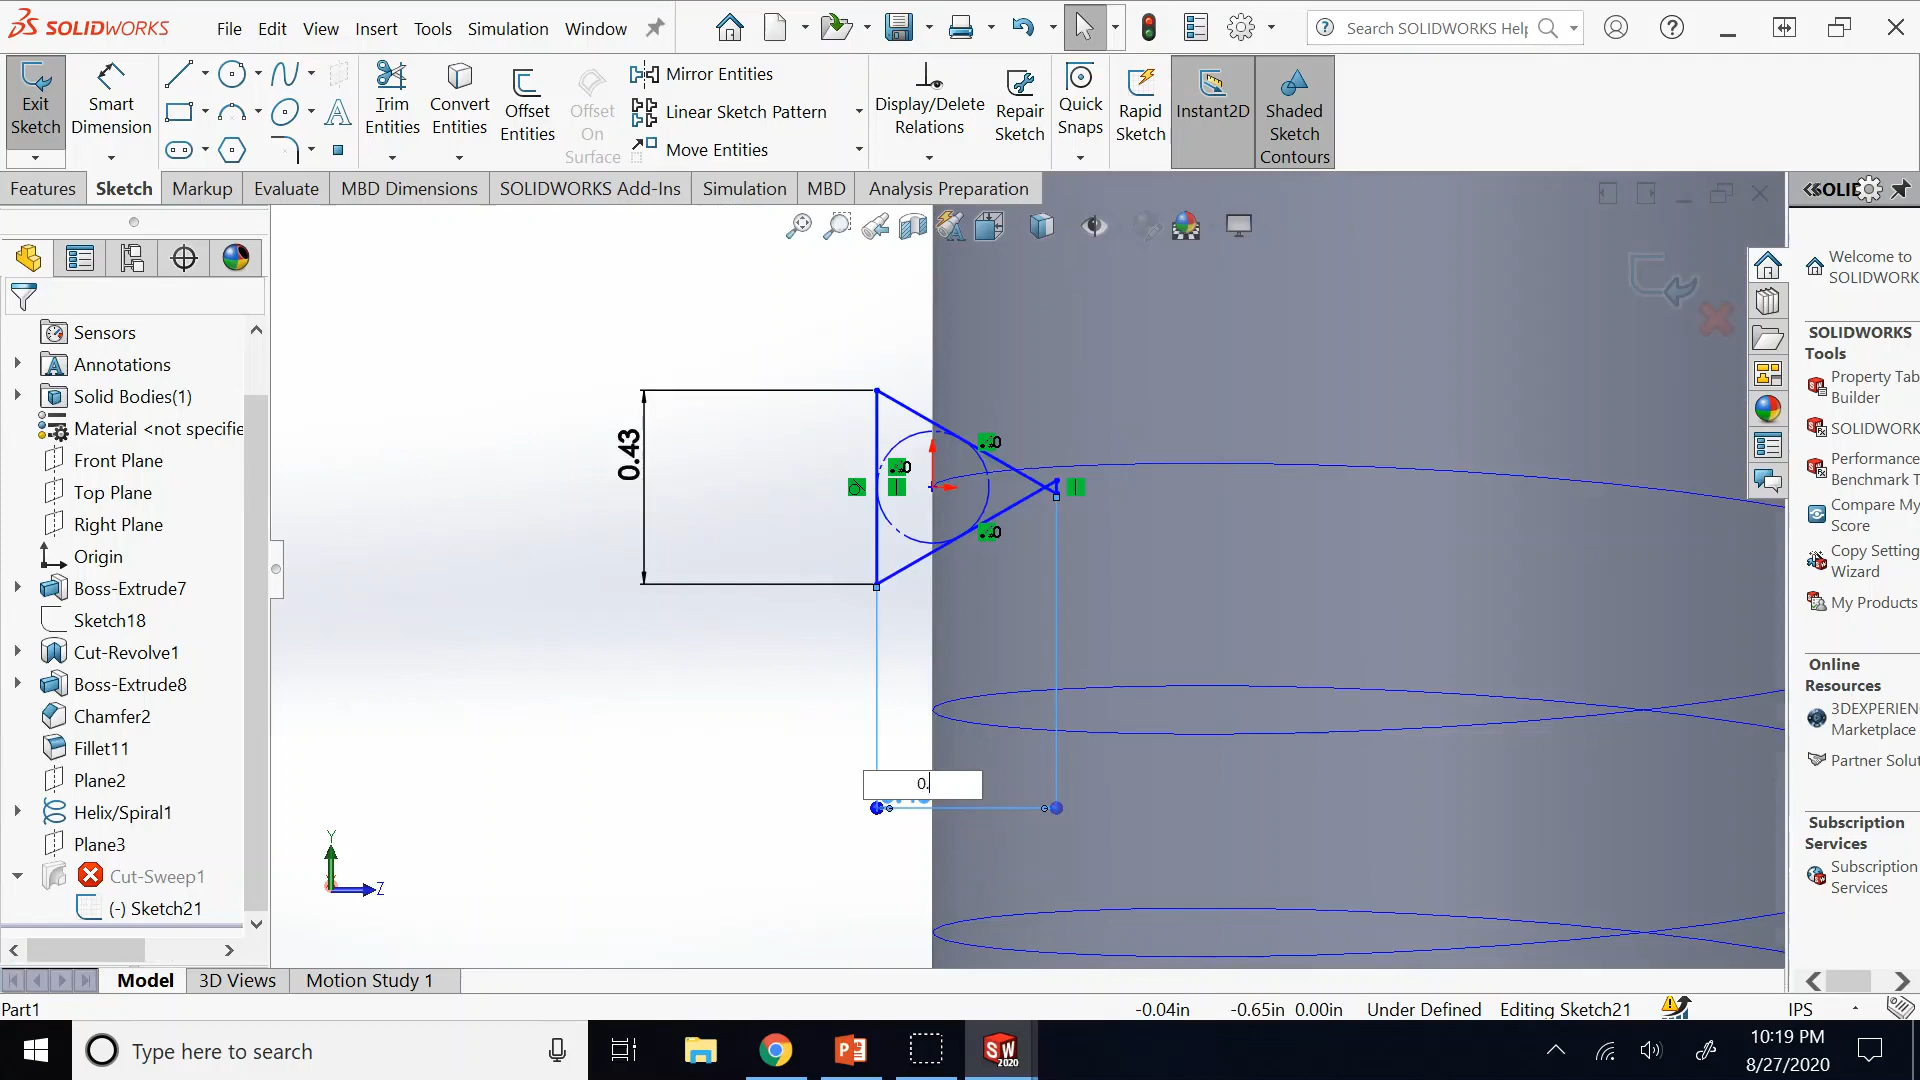 SOLIDWORKS File Edit View Insert Tools Simulation Window Search SOLIDWORKS Help
Exit Sketch
Smart Dimension
Trim Entities
Convert Entities
Offset Entities
Offset On Surface
Mirror Entities
Linear Sketch Pattern
Move Entities
Display/Delete Relations
Repair Sketch
Quick Snaps
Rapid Sketch
Instant2D
Shaded Sketch Contours
Features Sketch Markup Evaluate MBD Dimensions SOLIDWORKS Add-Ins Simulation MBD Analysis Preparation
SOLID
Sensors
Annotations
Solid Bodies(1)
Material <not specifie
Front Plane
Top Plane
Right Plane
Origin
Boss-Extrude7
Sketch18
Cut-Revolve1
Boss-Extrude8
Chamfer2
Fillet11
Plane2
Helix/Spiral1
Plane3
Cut-Sweep1
(-) Sketch21
0.43
0
0
0
0.
Y
Z
Welcome to
SOLIDWORK
SOLIDWORKS
Tools
Property Tab
Builder
SOLIDWORK
Performance
Benchmark T
Compare My
Score
Copy Setting
Wizard
My Products
Online
Resources
3DEXPERIEN
Marketplace
Partner Solut
Subscription
Services
Subscription
Services
Model 3D Views Motion Study 1
Part1 -0.04in -0.65in 0.00in Under Defined Editing Sketch21 IPS
Type here to search
SW
2020
10:19 PM
8/27/2020